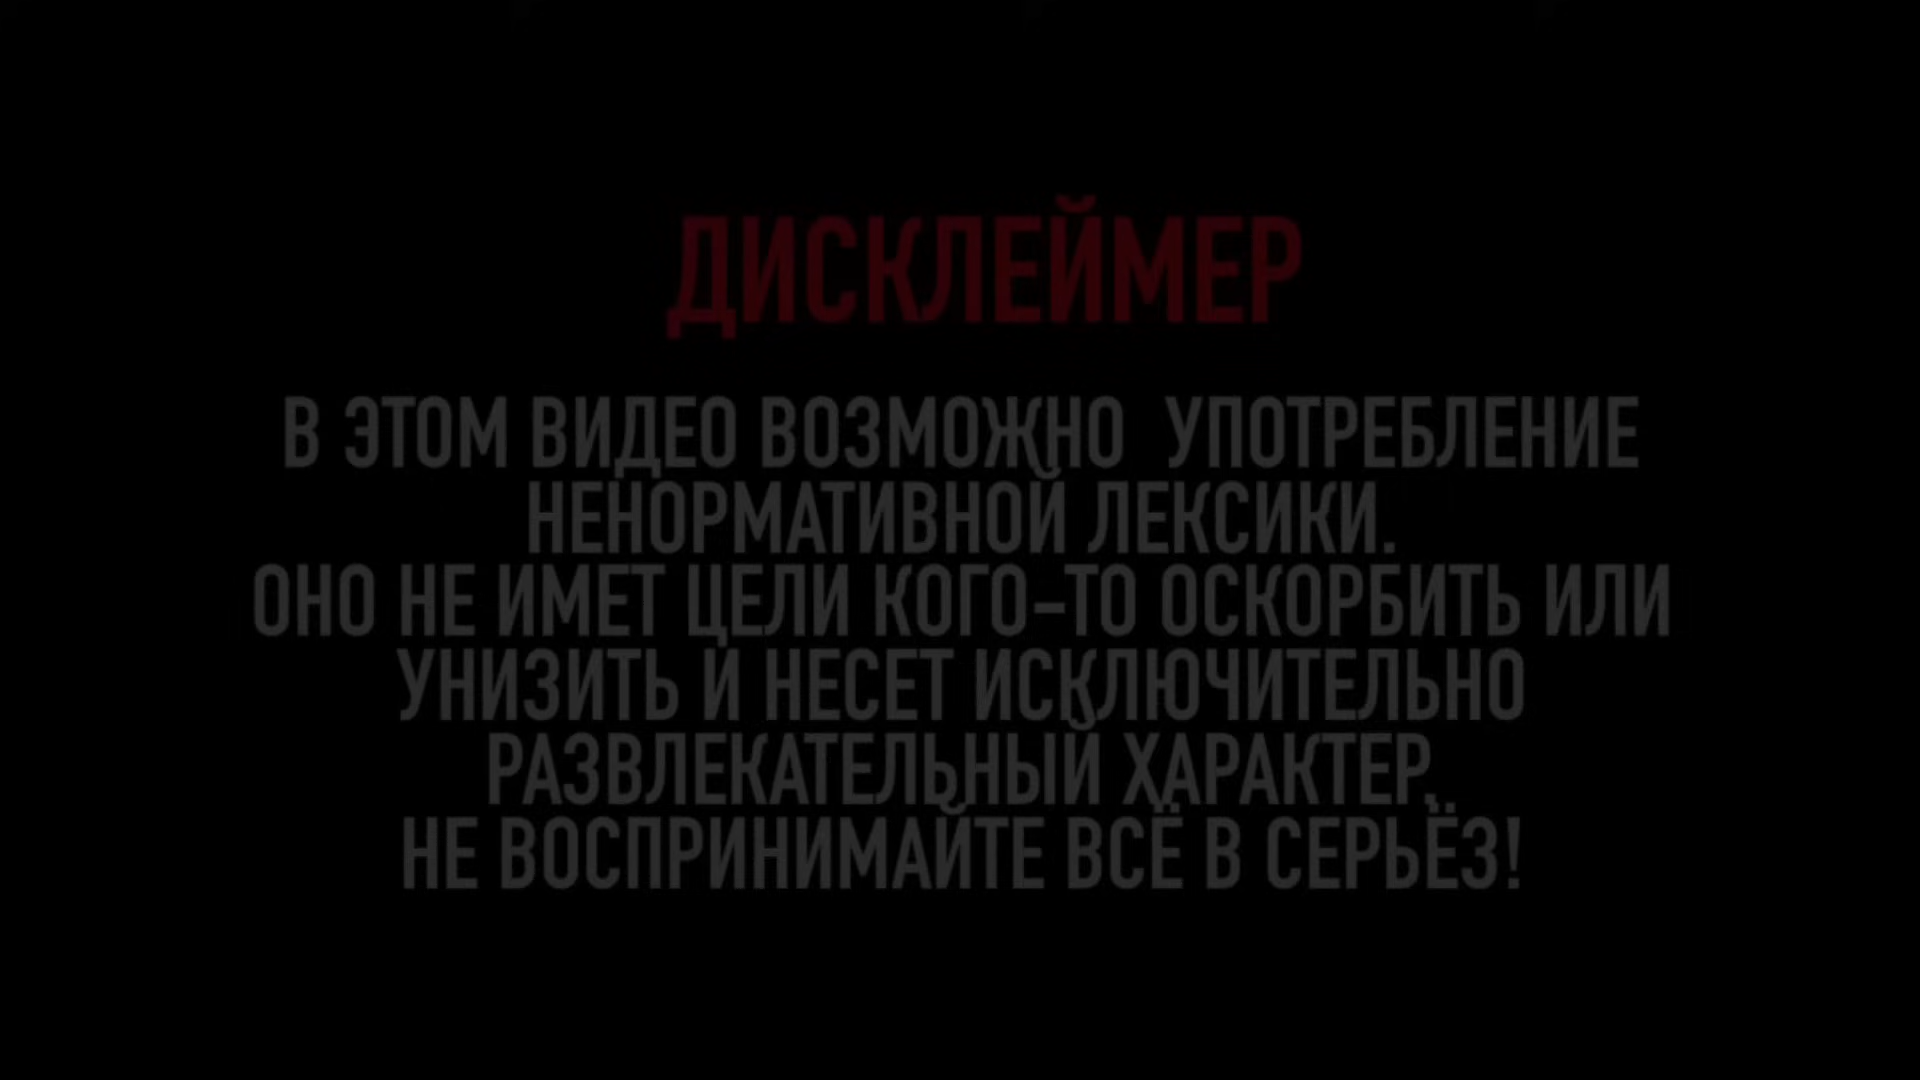 ДИСКЛЕЙМЕР
В ЭТОМ ВИДЕО ВОЗМОЖНО УПОТРЕБЛЕНИЕ
НЕНОРМАТИВНОЙ ЛЕКСИКИ.
ОНО НЕ ИМЕТ ЦЕЛИ КОГО-ТО ОСКОРБИТЬ ИЛИ
УНИЗИТЬ И НЕСЕТ ИСКЛЮЧИТЕЛЬНО
РАЗВЛЕКАТЕЛЬНЫЙ ХАРАКТЕР,
НЕ ВОСПРИНИМАЙТЕ ВСЁ В СЕРЬЁЗ!